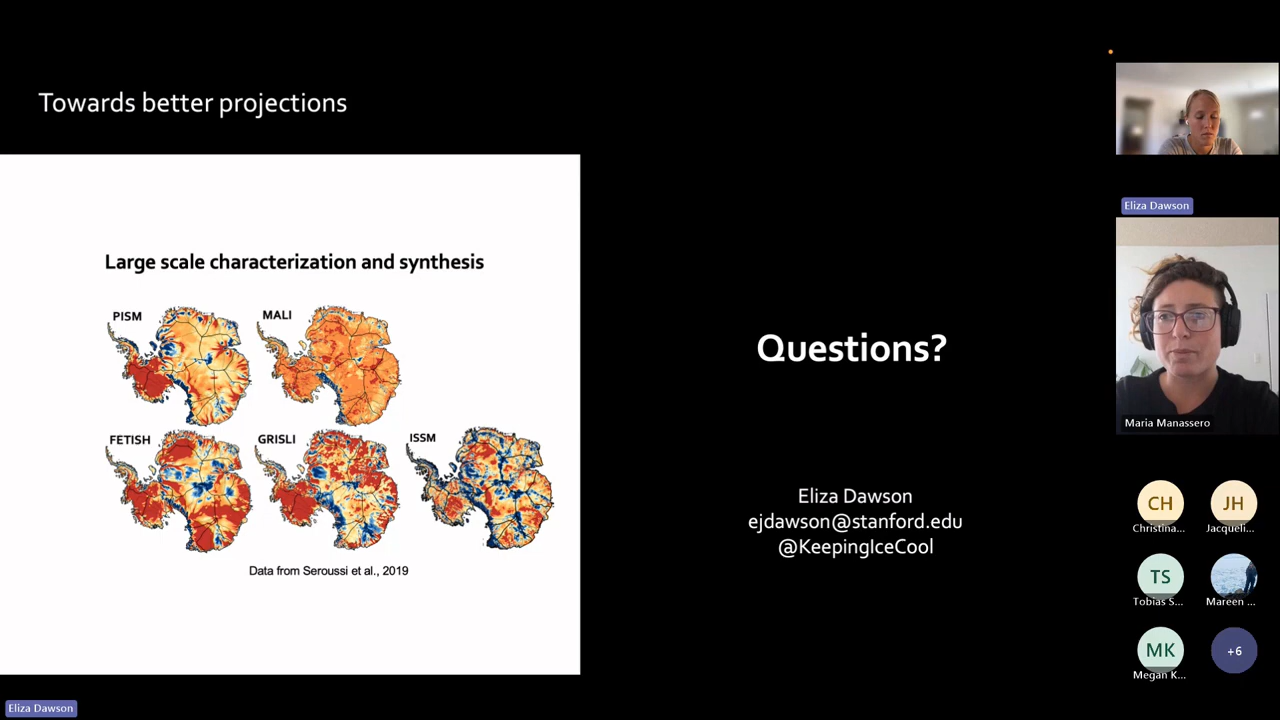 Towards better projections
Large scale characterization and synthesis
PISM
MALI
FETISH
GRISLI
ISSM
Data from Seroussi et al., 2019
Questions?
Eliza Dawson
ejdawson@stanford.edu
@KeepingIceCool
Eliza Dawson
Maria Manassero
CH
Christina...
JH
Jacqueli...
TS
Tobias S...
Mareen ...
MK
Megan K...
+6
Eliza Dawson